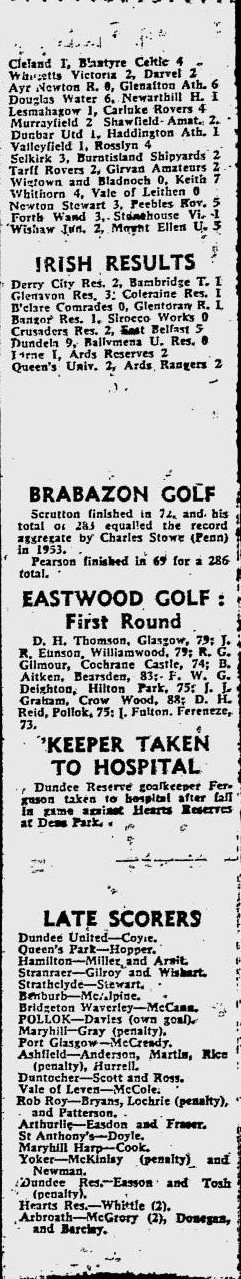 Cleland 1, Blantyre Celtic 4
Whitletts Victoria 2, Darvel 2
Ayr Newton R. 0, Glenafton Ath. 6
Douglas Water 6, Newarthill H. 1
Lesmahagow 1, Carluke Rovers 4
Murrayfield 2 Shawfield Amat. 2.
Dunbar Utd 1, Haddington Ath. 1
Valleyfield 1, Rosslyn 4
Selkirk 3, Burntisland Shipyards 2
Tarff Rovers 2, Girvan Amateurs 2
Wigtown and Bladnoch 0, Keith 7
Whithorn 4, Vale of Leithen 0
Newton Stewart 3, Peebles Rov. 5
Forth Wand 3, Stonehouse Vi. 1
Wishaw Jun. 2, Mount Ellen U. 5
IRISH RESULTS
Derry City Res. 2, Bambridge T. 1
Glenavon Res. 3, Coleraine Res. 1
B'clare Comrades 0, Glentoran R. 1
Bangor Res. 1, Sirocco Works 0
Crusaders Res. 2, East Belfast 5
Dundela 9, Ballymena U. Res. 0
Larne 1, Ards Reserves 2
Queen's Univ. 2, Ards Rangers 2
BRABAZON GOLF
Scrutton finished in 72, and his
total of 283 equalled the record
aggregate by Charles Stowe (Penn)
in 1953.
Pearson finished in 69 for a 286
total.
EASTWOOD GOLF :
First Round
D. H. Thomson, Glasgow, 79; J.
R. Eunson, Williamwood, 79; R. G.
Gilmour, Cochrane Castle, 74; B.
Aitken, Bearsden, 83; F. W. G.
Deighton, Hilton Park, 75; J. J.
Graham, Crow Wood, 88; D. H.
Reid, Pollok, 75; J. Fulton, Fereneze,
73.
'KEEPER TAKEN
TO HOSPITAL
Dundee Reserve goalkeeper Fer-
guson taken to hospital after fall
in game against Hearts Reserves
at Dens Park.
LATE SCORERS
Dundee United—Coyle.
Queen's Park—Hopper.
Hamilton—Miller and Armit.
Stranraer—Gilroy and Wishart.
Strathclyde—Stewart.
Benburb—McAlpine.
Bridgeton Waverley—McCann.
POLLOK—Davies (own goal).
Maryhill—Gray (penalty).
Port Glasgow—McCready.
Ashfield—Anderson, Martin, Rice
(penalty), Hurrell.
Duntocher—Scott and Ross.
Vale of Leven—McCole.
Rob Roy—Bryans, Lochrie (penalty),
and Patterson.
Arthurlie—Easdon and Fraser.
St Anthony's—Doyle.
Maryhill Harp—Cook.
Yoker—McKinlay (penalty) and
Newman.
Dundee Res.—Easson and Tosh
(penalty).
Hearts Res.—Whittle (2).
Arbroath—McGrory (2), Donegan,
and Barclay.